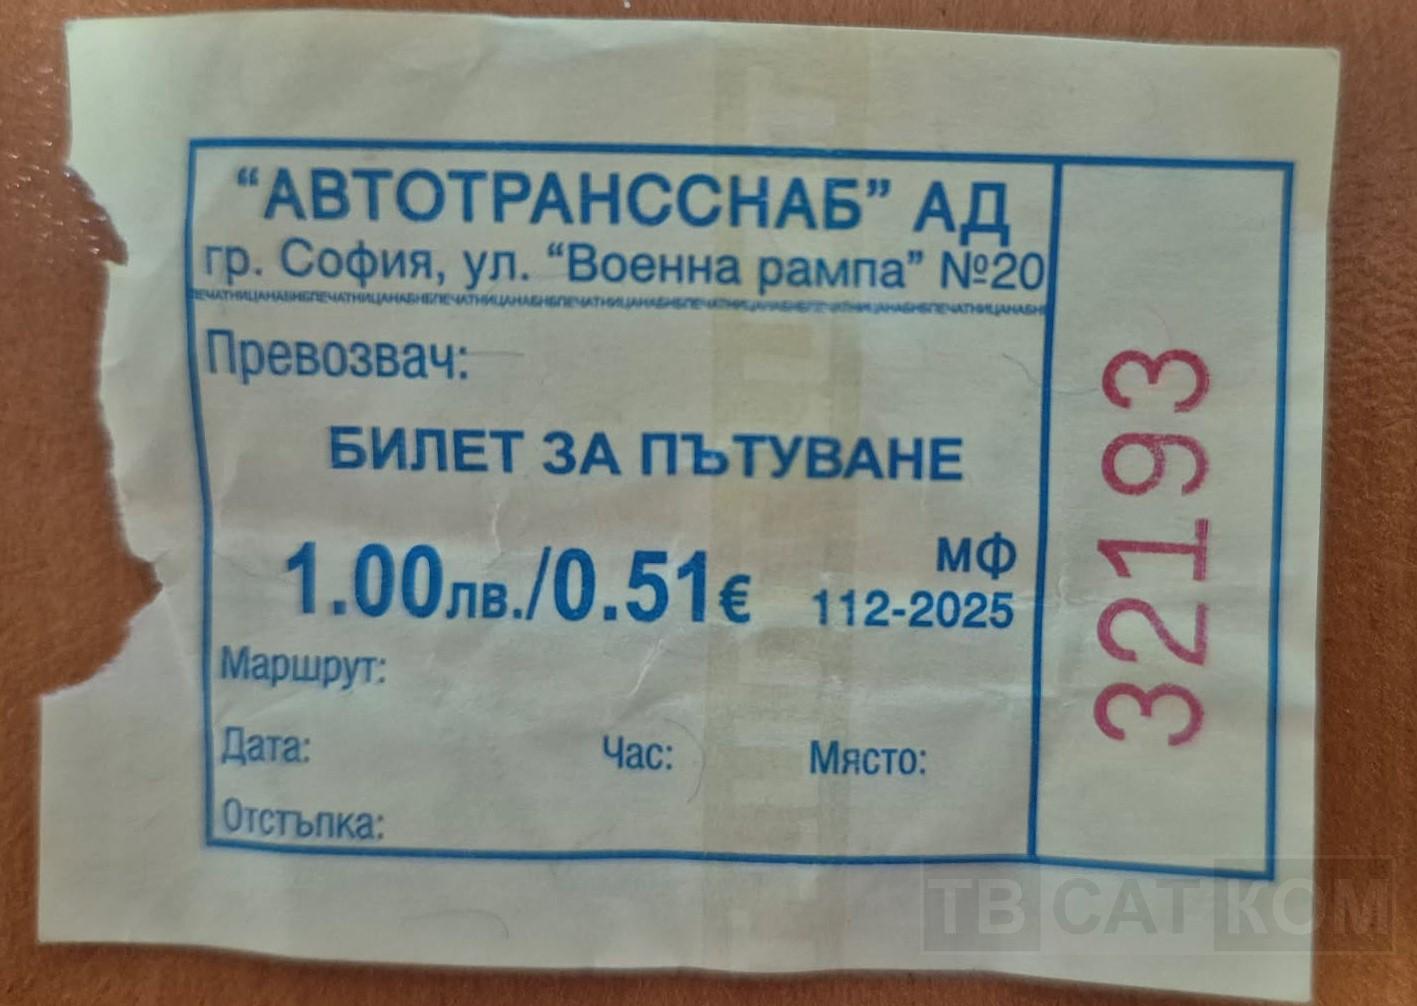 “АВТОТРАНССНАБ” АД
гр. София, ул. “Военна рампа” №20
ПЕЧАТНИЦАНАБНБПЕЧАТНИЦАНАБНБПЕЧАТНИЦАНАБНБПЕЧАТНИЦАНАБНБПЕЧАТНИЦАНАБНБПЕЧАТНИЦАНАБН
Превозвач:
БИЛЕТ ЗА ПЪТУВАНЕ
1.00лв./0.51€
МФ
112-2025
Маршрут:
Дата: Час: Място:
Отстъпка:
32193
ТВ САТ КОМ